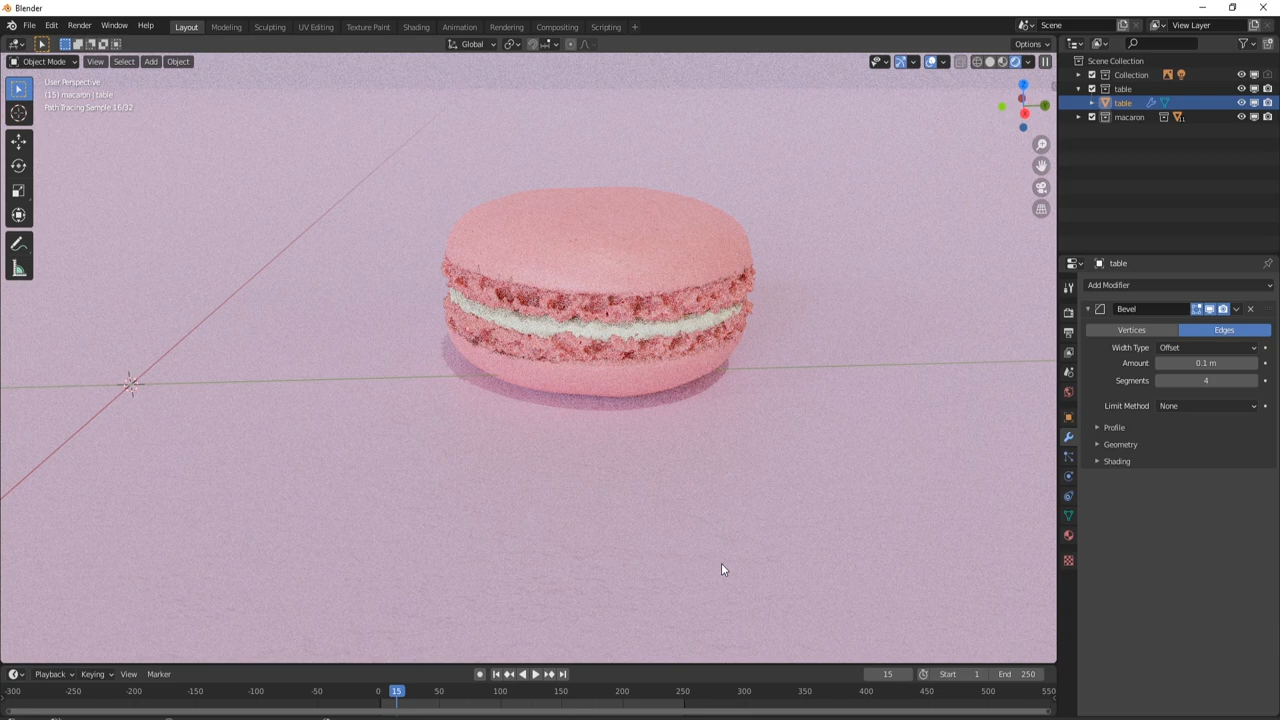 Blender
File Edit Render Window Help
Layout Modeling Sculpting UV Editing Texture Paint Shading Animation Rendering Compositing Scripting +
Scene
View Layer
Global
Options
Object Mode View Select Add Object
User Perspective
(15) macaron | table
Path Tracing Sample 16/32
Scene Collection
Collection
table
table
macaron
table
Add Modifier
Bevel
Vertices Edges
Width Type Offset
Amount 0.1 m
Segments 4
Limit Method None
Profile
Geometry
Shading
Playback Keying View Marker
15 Start 1 End 250
-300 -250 -200 -150 -100 -50 0 15 50 100 150 200 250 300 350 400 450 500 550